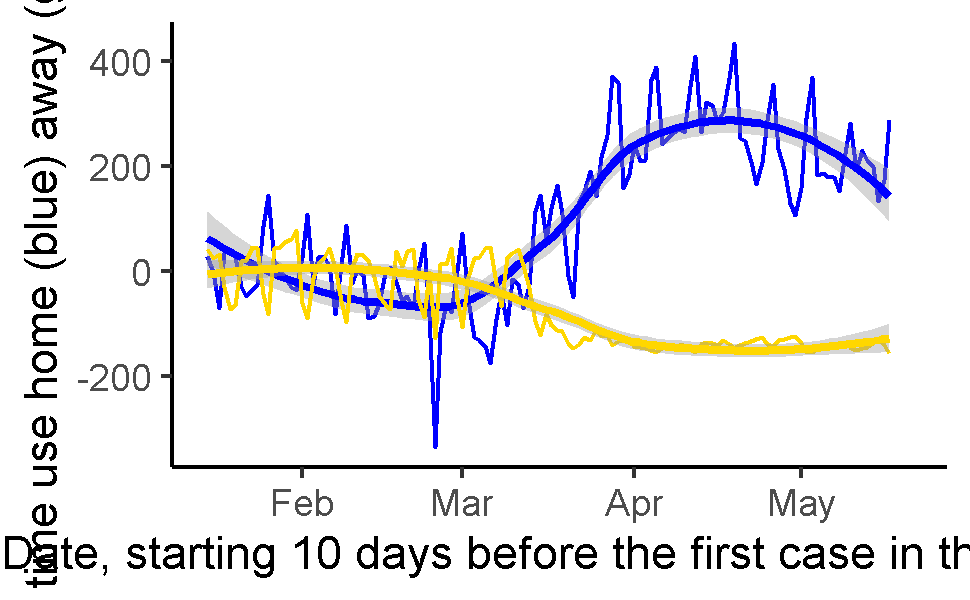 time use home (blue) away (
400
200
0
-200
Feb
Mar
Apr
May
Date, starting 10 days before the first case in th